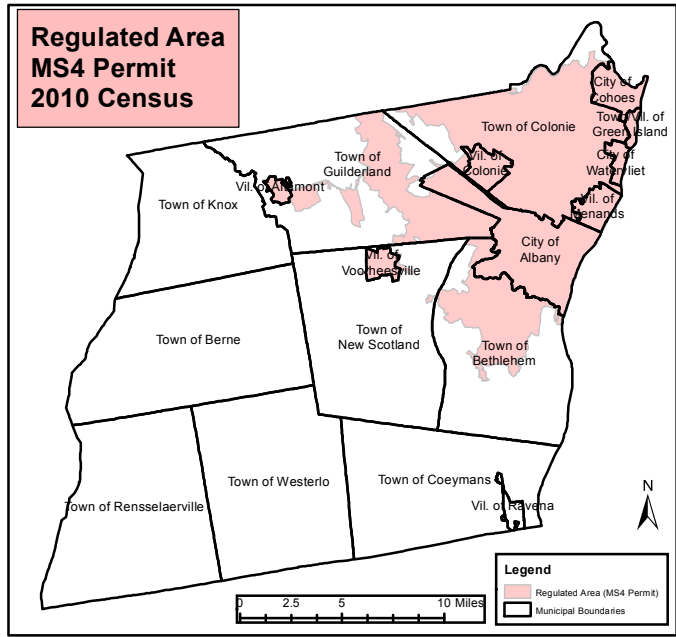 Regulated Area
MS4 Permit
2010 Census
City of
Cohoes
Town of Colonie
Town/Vil. of
Green Island
Vil. of
Colonie
City of
Watervliet
Town of
Guilderland
Vil. of Altamont
Town of Knox
Vil. of
Menands
City of
Albany
Vil. of
Voorheesville
Town of Berne
Town of
New Scotland
Town of
Bethlehem
Town of Westerlo
Town of Coeymans
Town of Rensselaerville
Vil. of Ravena
N
Legend
Regulated Area (MS4 Permit)
Municipal Boundaries
0 2.5 5 10 Miles